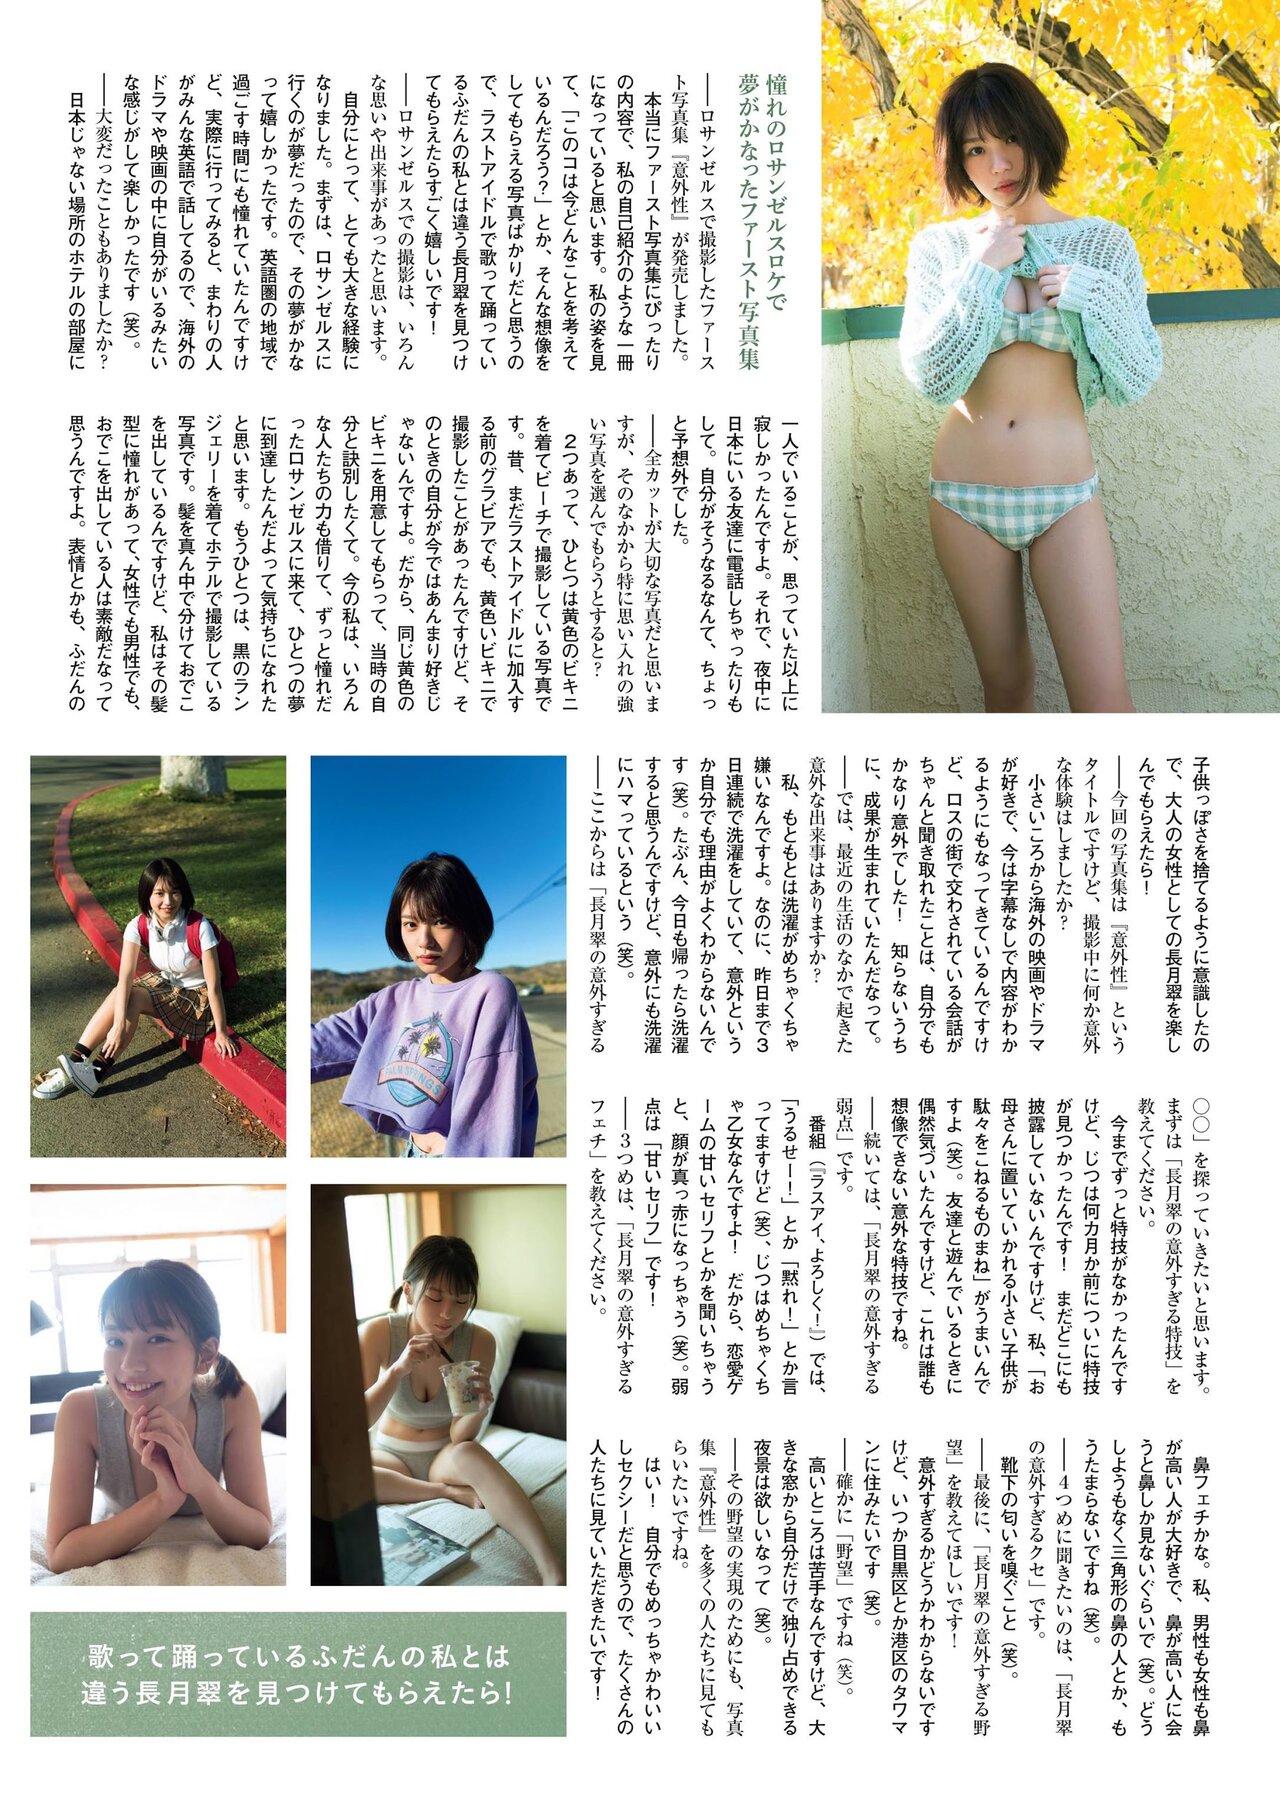 憧れのロサンゼルスロケで
夢がかなったファースト写真集
──ロサンゼルスで撮影したファース
ト写真集『意外性』が発売しました。
本当にファースト写真集にぴったり
の内容で、私の自己紹介のような一冊
になっていると思います。私の姿を見
て、「このコは今どんなことを考えて
いるんだろう?」とか、そんな想像を
してもらえる写真ばかりだと思うの
で、ラストアイドルで歌って踊ってい
るふだんの私とは違う長月翠を見つけ
てもらえたらすごく嬉しいです!
──ロサンゼルスでの撮影は、いろん
な思いや出来事があったと思います。
自分にとって、とても大きな経験に
なりました。まずは、ロサンゼルスに
行くのが夢だったので、その夢がかな
って嬉しかったです。英語圏の地域で
過ごす時間にも憧れていたんですけ
ど、実際に行ってみると、まわりの人
がみんな英語で話してるので、海外の
ドラマや映画の中に自分がいるみたい
な感じがして楽しかったです(笑)。
──大変だったこともありましたか?
日本じゃない場所のホテルの部屋に
一人でいることが、思っていた以上に
寂しかったんですよ。それで、夜中に
日本にいる友達に電話しちゃったりも
して。自分がそうなるなんて、ちょっ
と予想外でした。
──全カットが大切な写真だと思いま
すが、そのなかから特に思い入れの強
い写真を選んでもらうとすると?
2つあって、ひとつは黄色のビキニ
を着てビーチで撮影している写真で
す。昔、まだラストアイドルに加入す
る前のグラビアでも、黄色いビキニで
撮影したことがあったんですけど、そ
のときの自分が今ではあんまり好きじ
ゃないんですよ。だから、同じ黄色の
ビキニを用意してもらって、当時の自
分と訣別したくて。今の私は、いろん
な人たちの力も借りて、ずっと憧れだ
ったロサンゼルスに来て、ひとつの夢
に到達したんだよって気持ちになれた
と思います。もうひとつは、黒のラン
ジェリーを着てホテルで撮影している
写真です。髪を真ん中で分けておでこ
を出しているんですけど、私はその髪
型に憧れがあって、女性でも男性でも、
おでこを出している人は素敵だなって
思うんですよ。表情とかも、ふだんの
子供っぽさを捨てるように意識したの
で、大人の女性としての長月翠を楽し
んでもらえたら!
──今回の写真集は『意外性』という
タイトルですけど、撮影中に何か意外
な体験はしましたか?
小さいころから海外の映画やドラマ
が好きで、今は字幕なしで内容がわか
るようにもなってきているんですけ
ど、ロスの街で交わされている会話が
ちゃんと聞き取れたことは、自分でも
かなり意外でした! 知らないうち
に、成果が生まれていたんだなって。
──では、最近の生活のなかで起きた
意外な出来事はありますか?
私、もともとは洗濯がめちゃくちゃ
嫌いなんですよ。なのに、昨日まで3
日連続で洗濯をしていて、意外という
か自分でも理由がよくわからないんで
す(笑)。たぶん、今日も帰ったら洗濯
すると思うんですけど、意外にも洗濯
にハマっているという(笑)。
──ここからは「長月翠の意外すぎる
〇〇」を探っていきたいと思います。
まずは「長月翠の意外すぎる特技」を
教えてください。
今までずっと特技がなかったんです
けど、じつは何カ月か前についに特技
が見つかったんです! まだどこにも
披露していないんですけど、私、「お
母さんに置いていかれる小さい子供が
駄々をこねるものまね」がうまいんで
すよ(笑)。友達と遊んでいるときに
偶然気づいたんですけど、これは誰も
想像できない意外な特技ですね。
──続いては、「長月翠の意外すぎる
弱点」です。
番組(『ラスアイ、よろしく!』)では、
「うるせー!」とか「黙れ!」とか言
ってますけど(笑)、じつはめちゃくち
ゃ乙女なんですよ! だから、恋愛ゲ
ームの甘いセリフとかを聞いちゃう
と、顔が真っ赤になっちゃう(笑)。弱
点は「甘いセリフ」です!
──3つめは、「長月翠の意外すぎる
フェチ」を教えてください。
鼻フェチかな。私、男性も女性も鼻
が高い人が大好きで、鼻が高い人に会
うと鼻しか見ないぐらいで(笑)。どう
しようもなく三角形の鼻の人とか、も
うたまらないですね(笑)。
──4つめに聞きたいのは、「長月翠
の意外すぎるクセ」です。
靴下の匂いを嗅ぐこと(笑)。
──最後に、「長月翠の意外すぎる野
望」を教えてほしいです!
意外すぎるかどうかわからないです
けど、いつか目黒区とか港区のタワマ
ンに住みたいです(笑)。
──確かに「野望」ですね(笑)。
高いところは苦手なんですけど、大
きな窓から自分だけで独り占めできる
夜景は欲しいなって(笑)。
──その野望の実現のためにも、写真
集『意外性』を多くの人たちに見ても
らいたいですね。
はい! 自分でもめっちゃかわいい
しセクシーだと思うので、たくさんの
人たちに見ていただきたいです!
PALM SPRINGS
歌って踊っているふだんの私とは
違う長月翠を見つけてもらえたら!